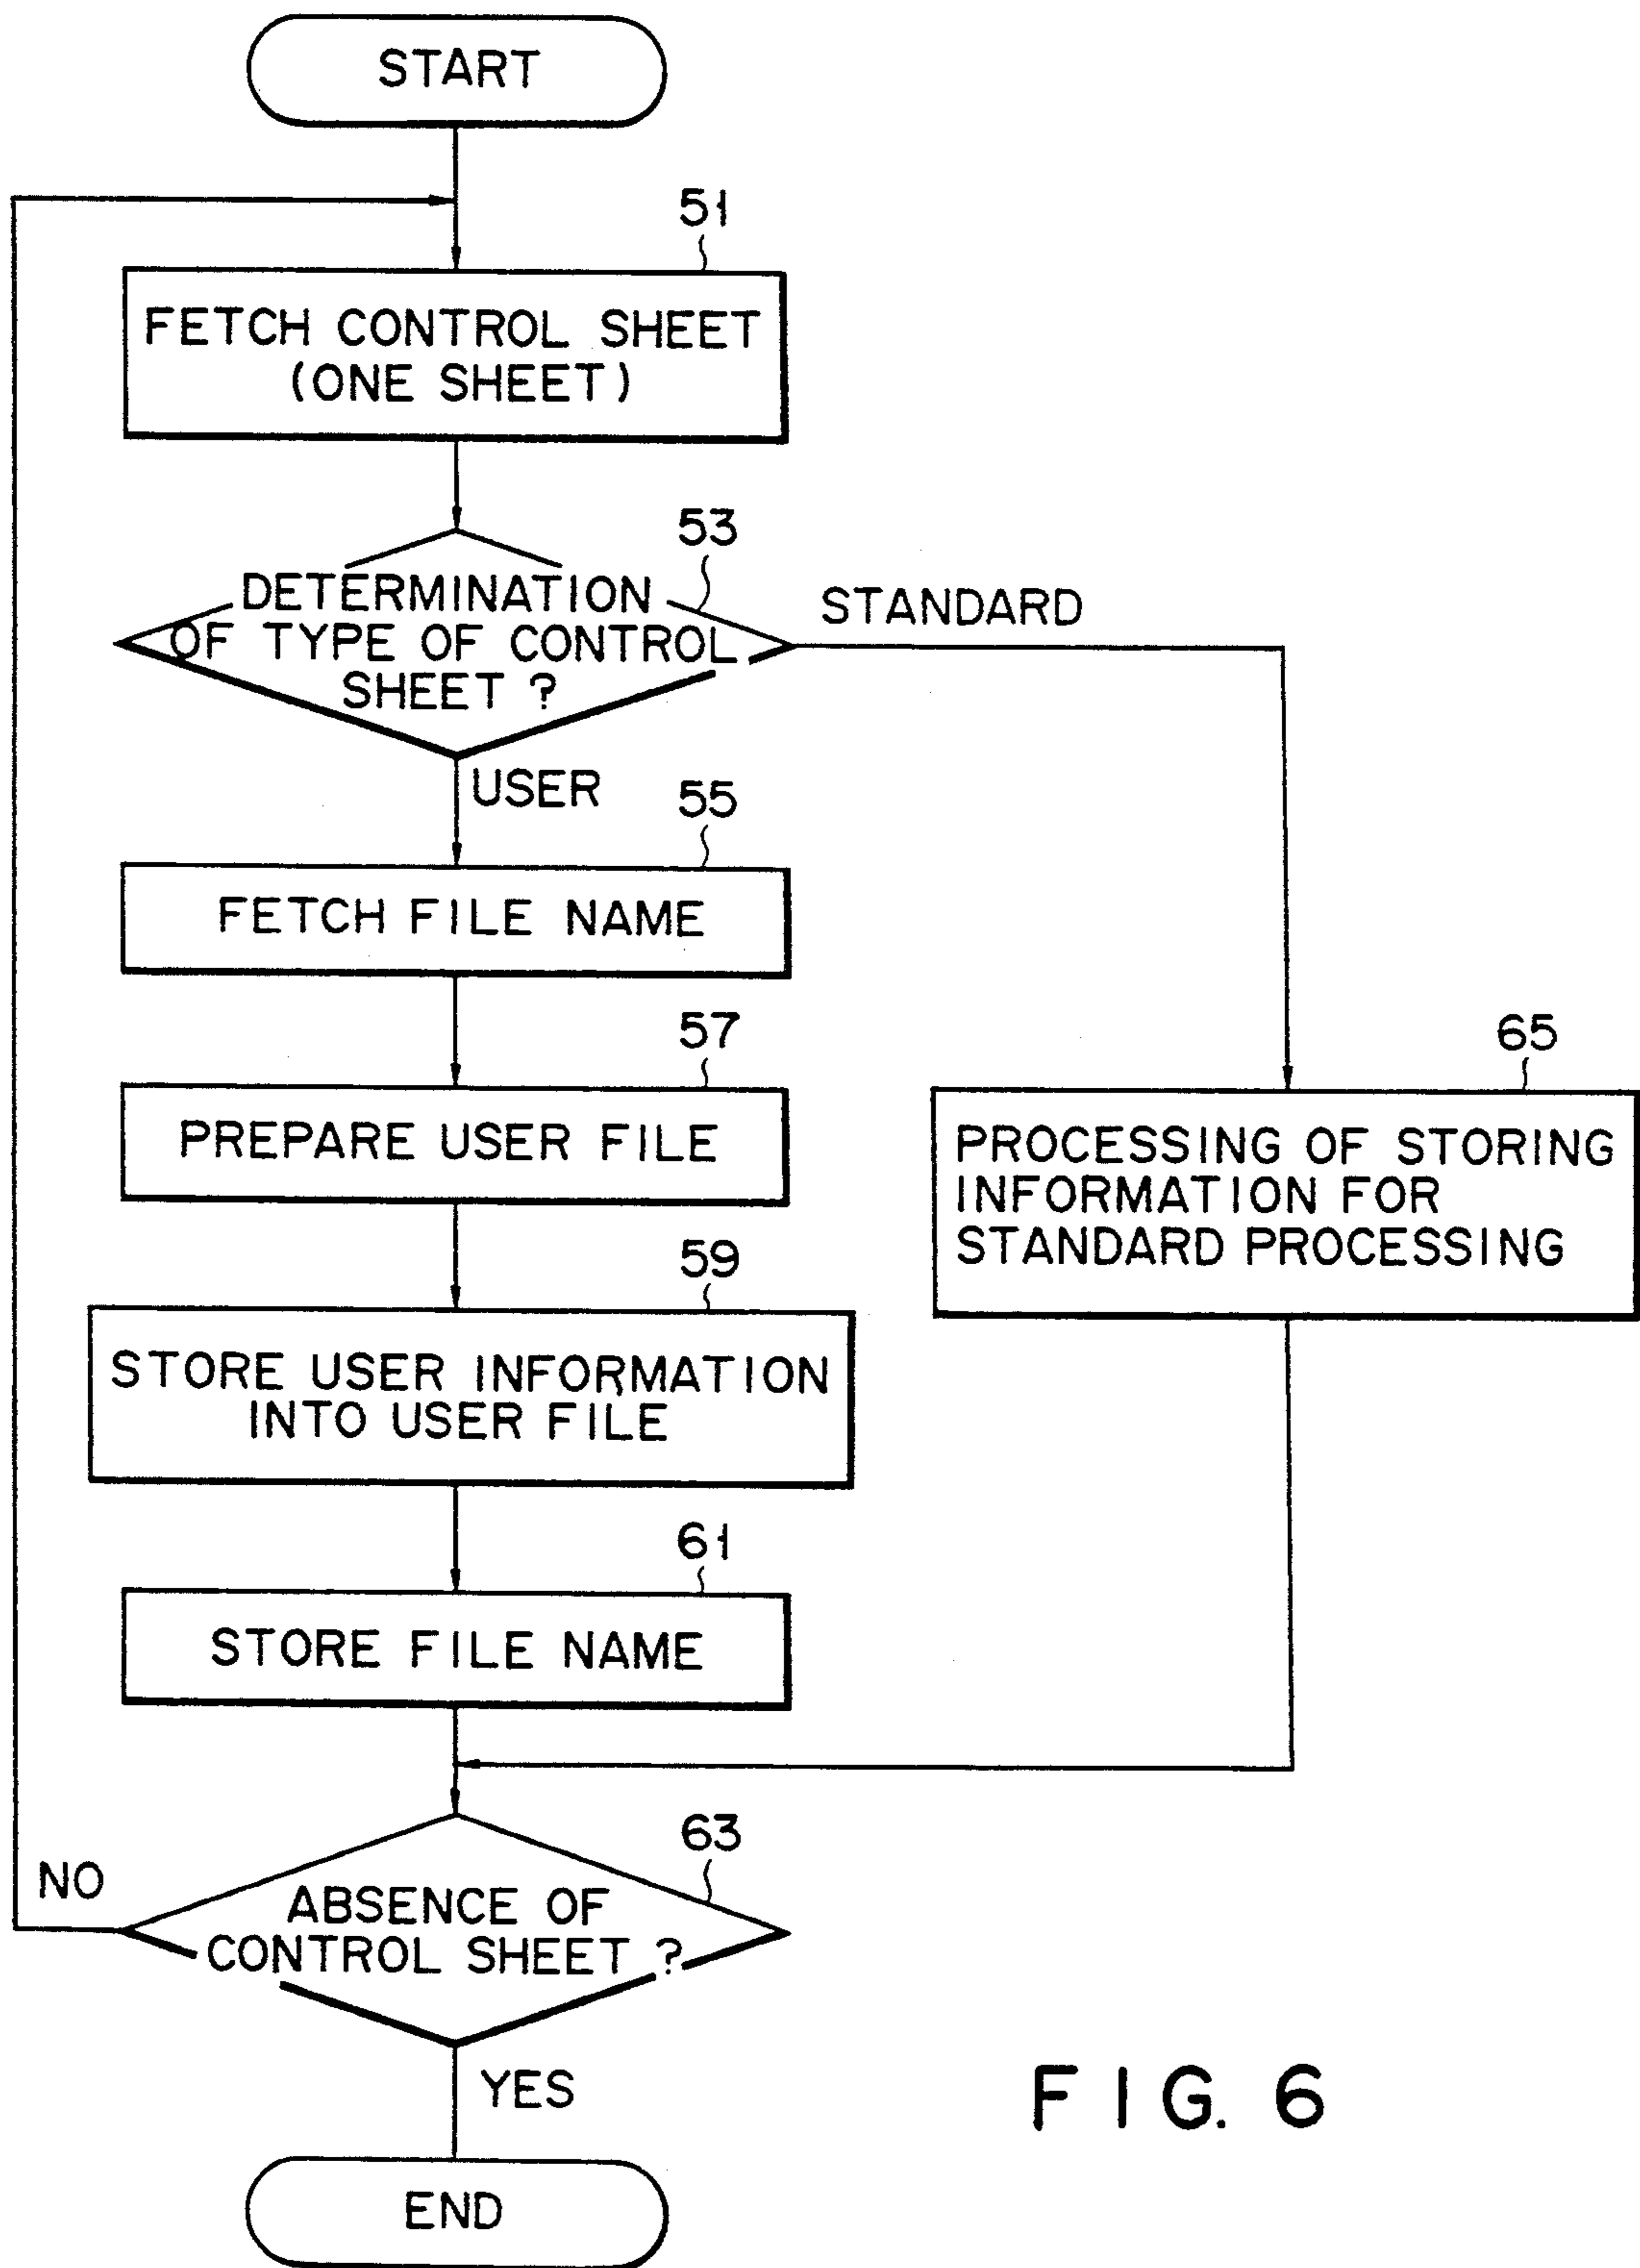 START
51
FETCH CONTROL SHEET
(ONE SHEET)
53
DETERMINATION
OF TYPE OF CONTROL
SHEET ?
STANDARD
USER
55
FETCH FILE NAME
57
PREPARE USER FILE
65
PROCESSING OF STORING
INFORMATION FOR
STANDARD PROCESSING
59
STORE USER INFORMATION
INTO USER FILE
61
STORE FILE NAME
63
NO
ABSENCE OF
CONTROL SHEET ?
YES
END
FIG. 6